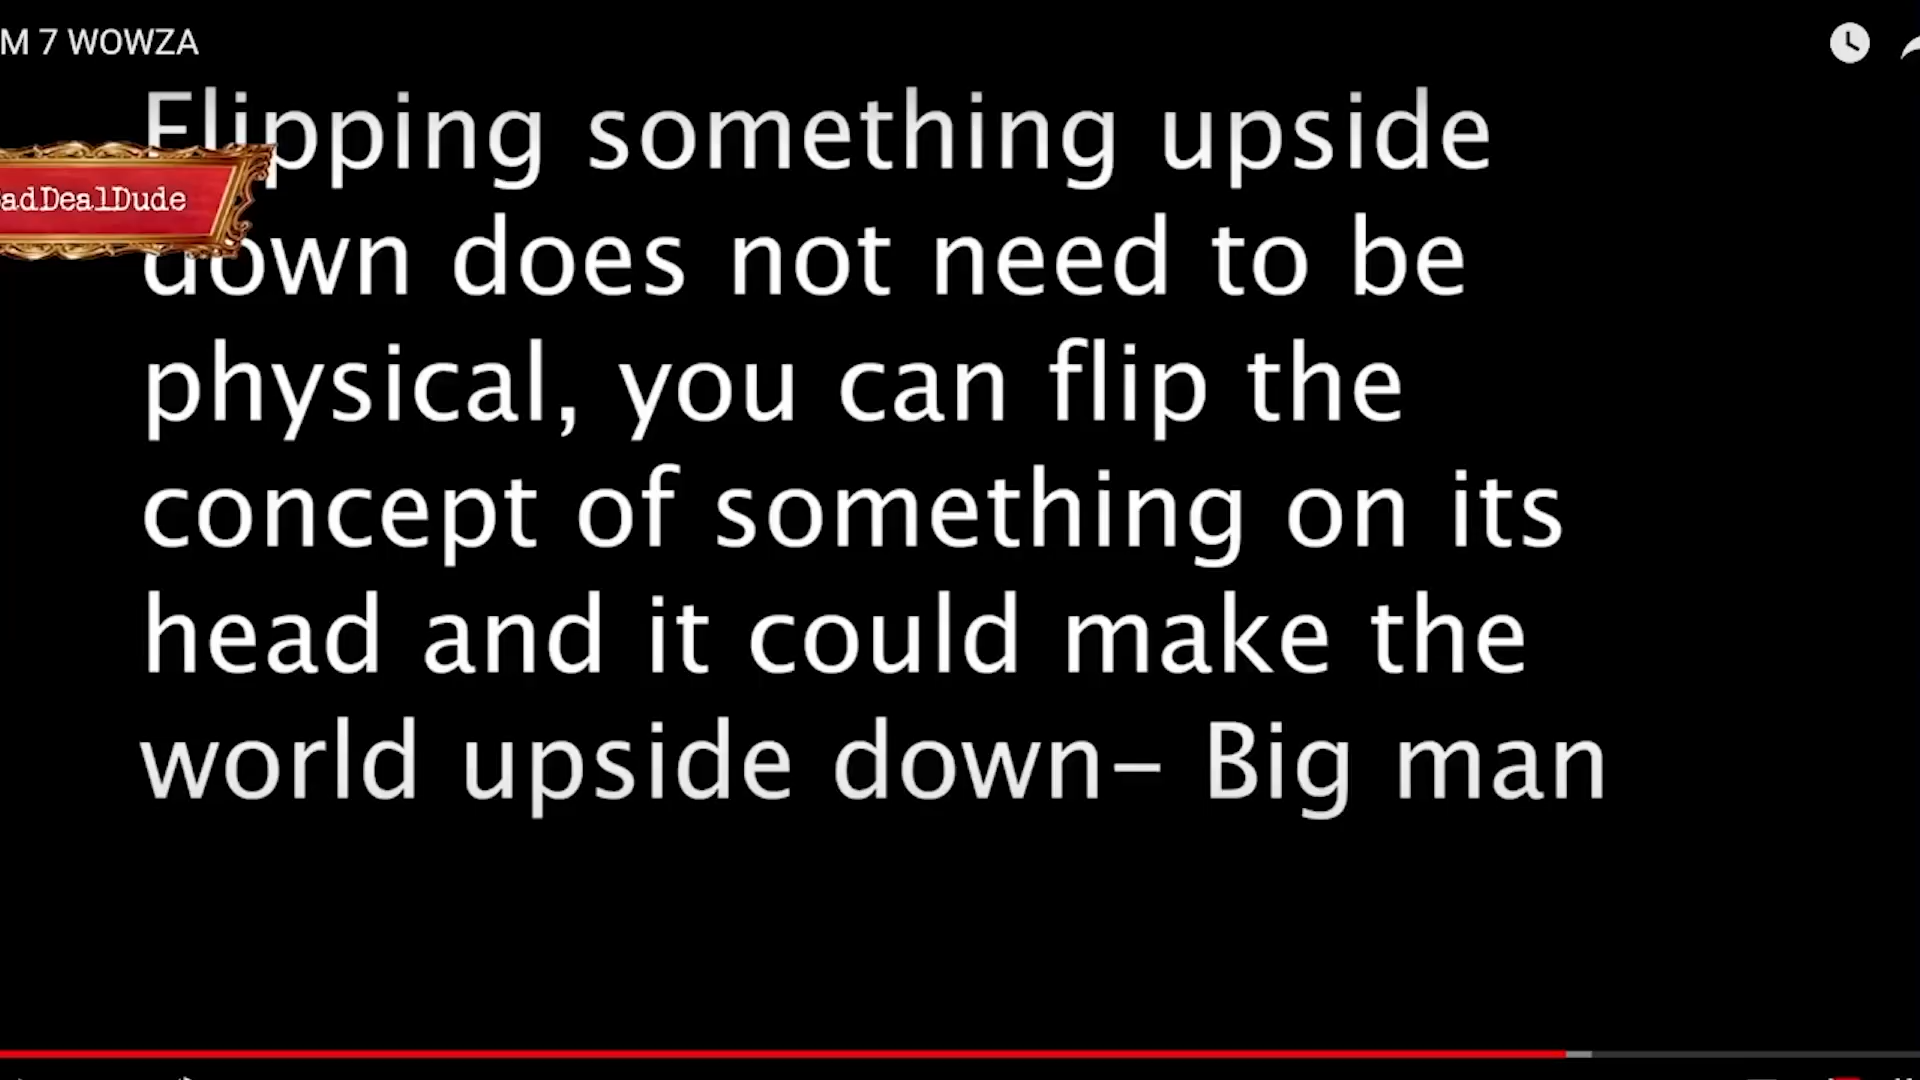 M 7 WOWZA
Flipping something upside
adDealDude
down does not need to be
physical, you can flip the
concept of something on its
head and it could make the
world upside down- Big man